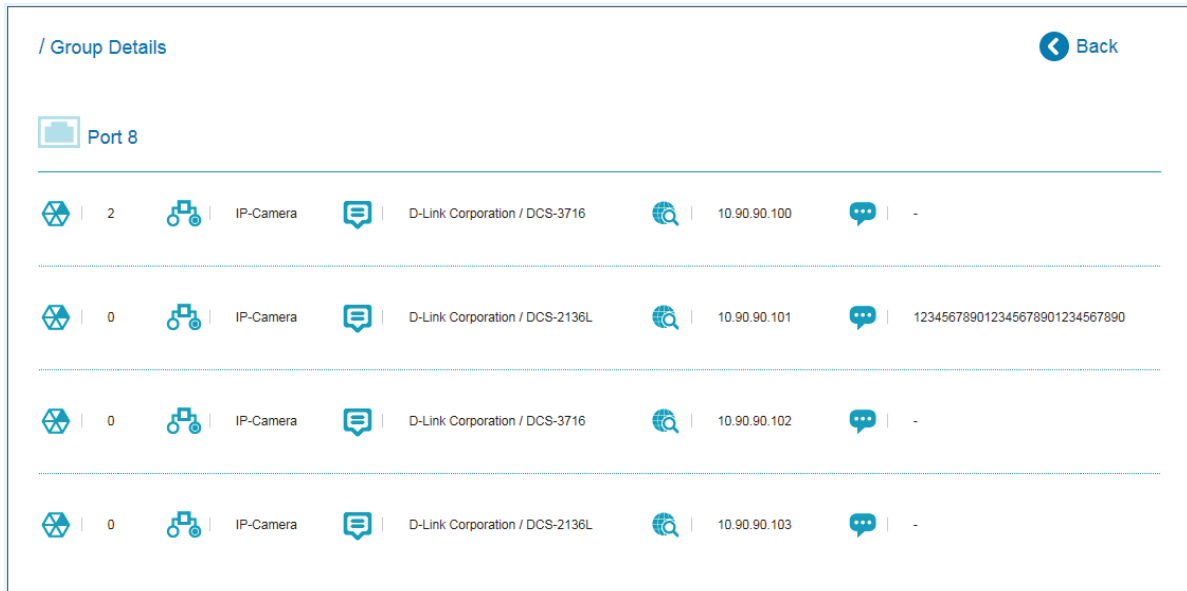 / Group Details
Back
Port 8
2 IP-Camera D-Link Corporation / DCS-3716 10.90.90.100 -
0 IP-Camera D-Link Corporation / DCS-2136L 10.90.90.101 123456789012345678901234567890
0 IP-Camera D-Link Corporation / DCS-3716 10.90.90.102 -
0 IP-Camera D-Link Corporation / DCS-2136L 10.90.90.103 -